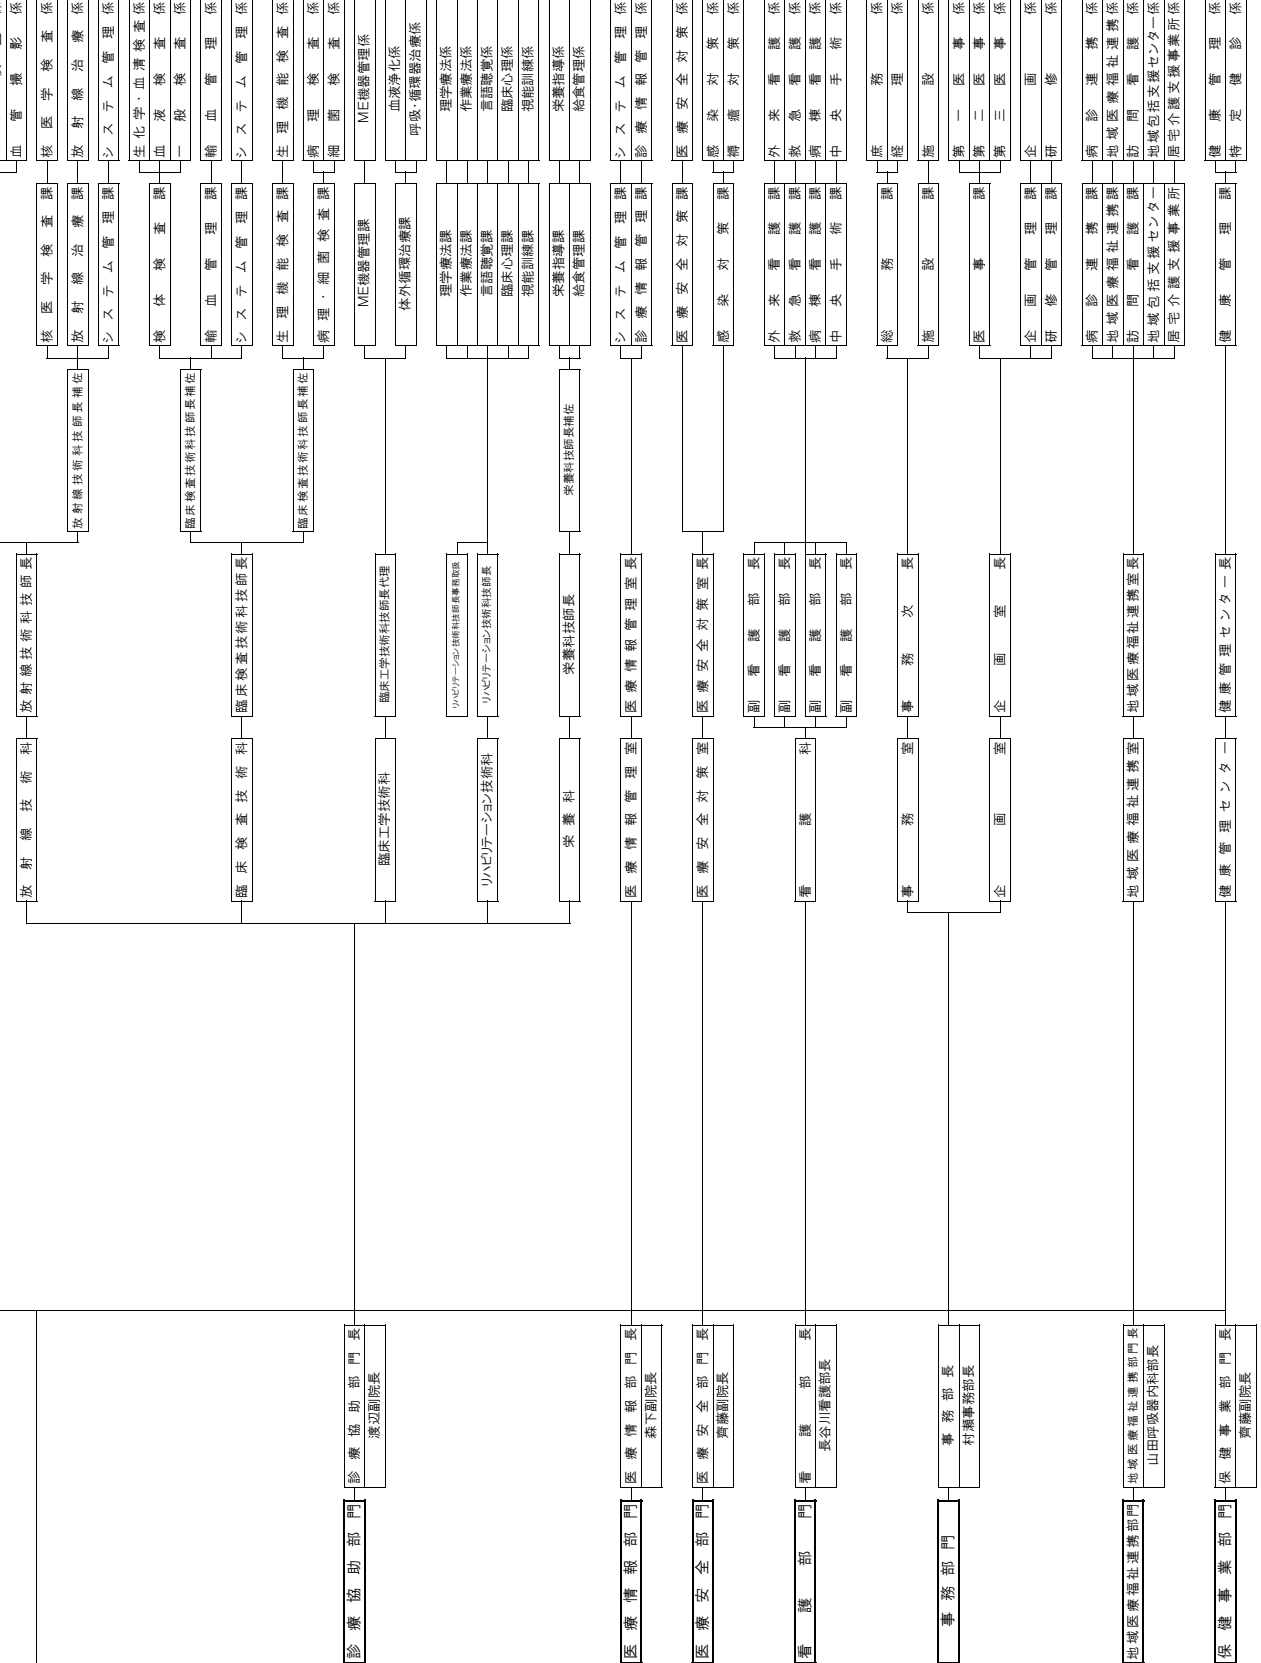 血管撮影係
核医学検査係
放射線治療係
システム管理係
生化学・血清検査係
血液検査係
一般検査係
輸血管理係
システム管理係
生理機能検査係
病理検査係
細菌検査係
ME機器管理係
血液浄化係
呼吸・循環器治療係
理学療法係
作業療法係
言語聴覚係
臨床心理係
視能訓練係
栄養指導係
給食管理係
システム管理係
診療情報管理係
医療安全対策係
感染対策係
褥瘡対策係
外来看護係
救急看護係
病棟看護係
中央手術係
庶務係
経理係
施設係
第一医事係
第二医事係
第三医事係
企画係
研修係
病診連携係
地域医療福祉連携係
訪問看護係
地域包括支援センター係
居宅介護支援事業所係
健康管理係
特定健診係
核医学検査課
放射線治療課
システム管理課
検体検査課
輸血管理課
システム管理課
生理機能検査課
病理・細菌検査課
ME機器管理課
体外循環治療課
理学療法課
作業療法課
言語聴覚課
臨床心理課
視能訓練課
栄養指導課
給食管理課
システム管理課
診療情報管理課
医療安全対策課
感染対策課
外来看護課
救急看護課
病棟看護課
中央手術課
総務課
施設課
医事課
企画管理課
研修管理課
病診連携課
地域医療福祉連携課
訪問看護課
地域包括支援センター
居宅介護支援事業所
健康管理課
放射線技術科技師長補佐
臨床検査技術科技師長補佐
臨床検査技術科技師長補佐
栄養科技師長補佐
放射線技術科技師長
臨床検査技術科技師長
臨床工学技術科技師長代理
リハビリテーション技術科技師長事務取扱
リハビリテーション技術科技師長
栄養科技師長
医療情報管理室長
医療安全対策室長
副看護部長
副看護部長
副看護部長
副看護部長
事務次長
企画室長
地域医療福祉連携室長
健康管理センター長
放射線技術科
臨床検査技術科
臨床工学技術科
リハビリテーション技術科
栄養科
医療情報管理室
医療安全対策室
看護科
事務室
企画室
地域医療福祉連携室
健康管理センター
診療協助部門長
渡辺副院長
医療情報部門長
森下副院長
医療安全部門長
齊藤副院長
看護部長
長谷川看護部長
事務部長
村瀬事務部長
地域医療福祉連携部門長
山田呼吸器内科部長
保健事業部門長
齊藤副院長
診療協助部門
医療情報部門
医療安全部門
看護部門
事務部門
地域医療福祉連携部門
保健事業部門